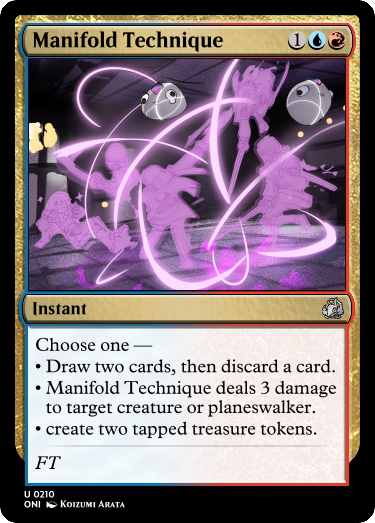 Manifold Technique 1
Instant
Choose one —
• Draw two cards, then discard a card.
• Manifold Technique deals 3 damage
to target creature or planeswalker.
• create two tapped treasure tokens.
FT
U 0210
ONI Koizumi Arata